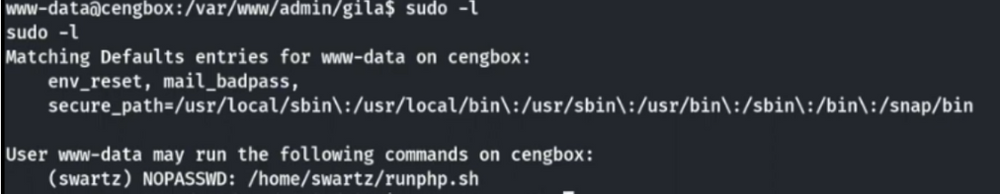 www-data@cengbox:/var/www/admin/gila$ sudo -l
sudo -l
Matching Defaults entries for www-data on cengbox:
    env_reset, mail_badpass,
    secure_path=/usr/local/sbin\:/usr/local/bin\:/usr/sbin\:/usr/bin\:/sbin\:/bin\:/snap/bin

User www-data may run the following commands on cengbox:
    (swartz) NOPASSWD: /home/swartz/runphp.sh